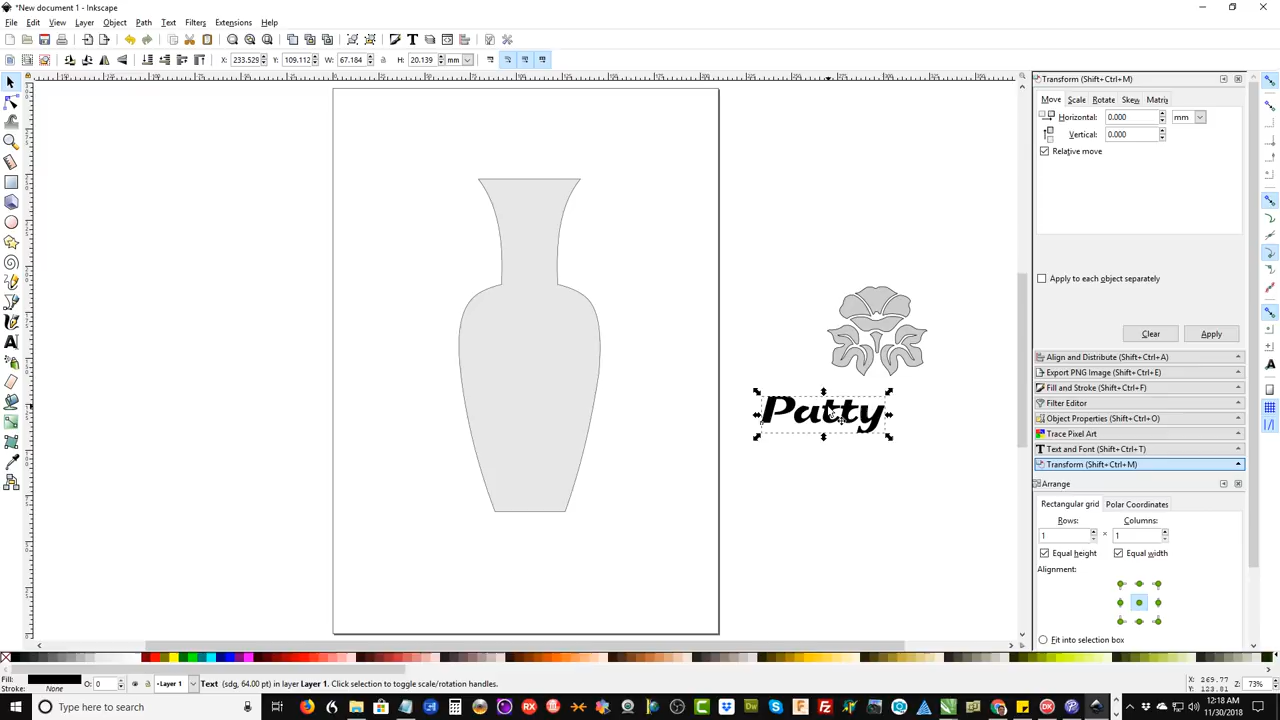 *New document 1 - Inkscape
File Edit View Layer Object Path Text Filters Extensions Help
X: 233.529 Y: 109.112 W: 67.184 H: 20.139 mm
Transform (Shift+Ctrl+M)
Move Scale Rotate Skew Matrix
Horizontal: 0.000 mm
Vertical: 0.000
Relative move
Apply to each object separately
Clear Apply
Align and Distribute (Shift+Ctrl+A)
Export PNG Image (Shift+Ctrl+E)
Fill and Stroke (Shift+Ctrl+F)
Filter Editor
Object Properties (Shift+Ctrl+O)
Trace Pixel Art
Text and Font (Shift+Ctrl+T)
Transform (Shift+Ctrl+M)
Arrange
Rectangular grid Polar Coordinates
Rows: Columns:
1 × 1
Equal height Equal width
Alignment:
Fit into selection box
Patty
Fill:
Stroke: None O: 0 Layer 1 Text (sdg, 64.00 pt) in layer Layer 1. Click selection to toggle scale/rotation handles.
X: 269.77
Y: 123.01 Z: 73%
Type here to search
12:18 AM
11/30/2018